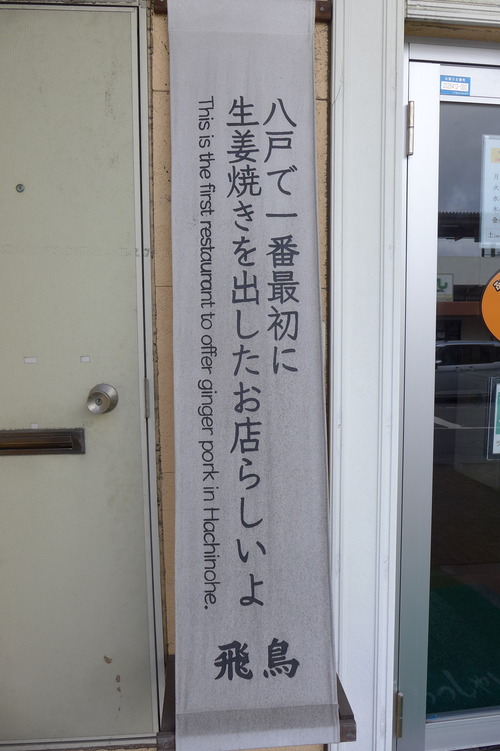 八戸で一番最初に
生姜焼きを出したお店らしいよ
This is the first restaurant to offer ginger pork in Hachinohe.
飛鳥